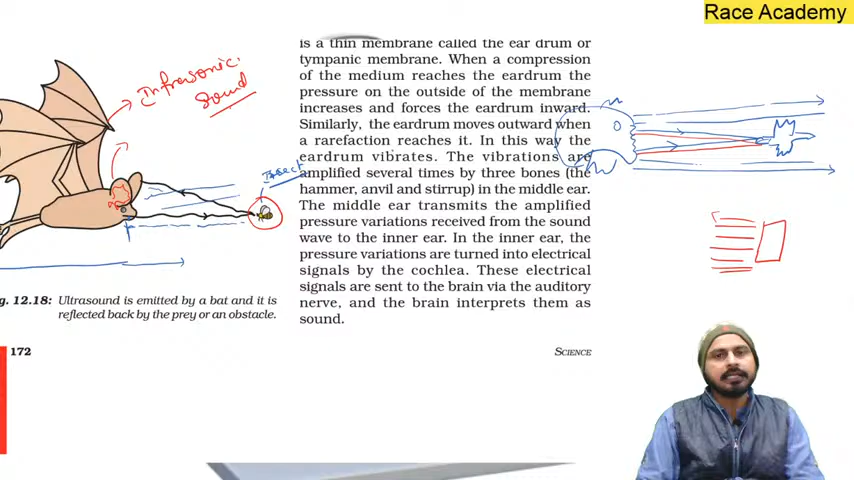 Race Academy
Infrasonic
Sound
Insect
g. 12.18: Ultrasound is emitted by a bat and it is
reflected back by the prey or an obstacle.
172
is a thin membrane called the ear drum or
tympanic membrane. When a compression
of the medium reaches the eardrum the
pressure on the outside of the membrane
increases and forces the eardrum inward.
Similarly, the eardrum moves outward when
a rarefaction reaches it. In this way the
eardrum vibrates. The vibrations are
amplified several times by three bones (the
hammer, anvil and stirrup) in the middle ear.
The middle ear transmits the amplified
pressure variations received from the sound
wave to the inner ear. In the inner ear, the
pressure variations are turned into electrical
signals by the cochlea. These electrical
signals are sent to the brain via the auditory
nerve, and the brain interprets them as
sound.
SCIENCE